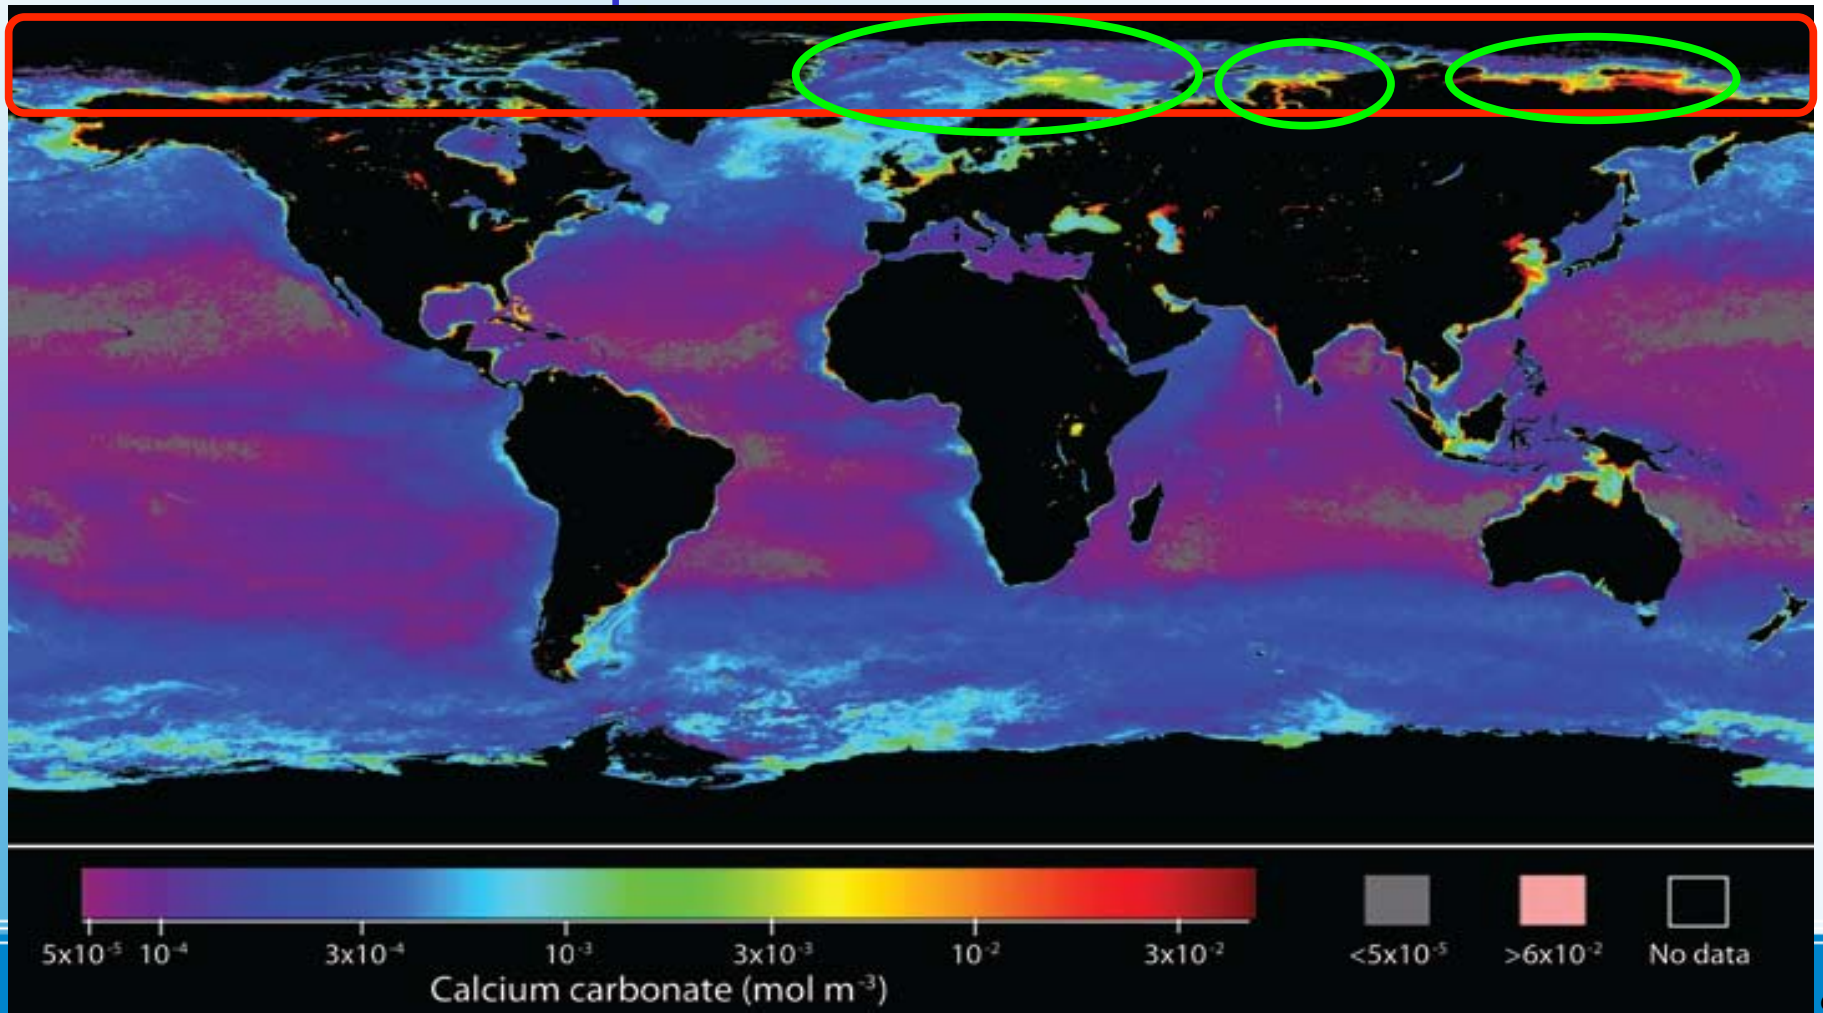 5x10⁻⁵ 10⁻⁴ 3x10⁻⁴ 10⁻³ 3x10⁻³ 10⁻² 3x10⁻² <5x10⁻⁵ >6x10⁻² No data
Calcium carbonate (mol m⁻³)